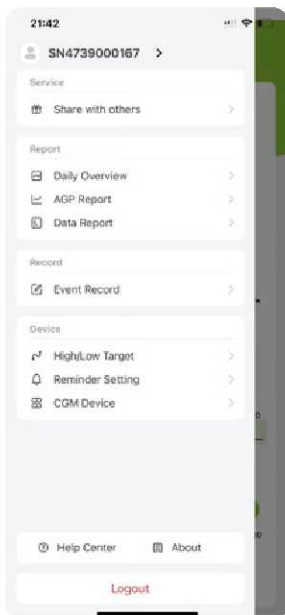 21:42
SN4739000167 >
Service
Share with others
Report
Daily Overview
AGP Report
Data Report
Record
Event Record
Device
High/Low Target
Reminder Setting
CGM Device
Help Center
About
Logout